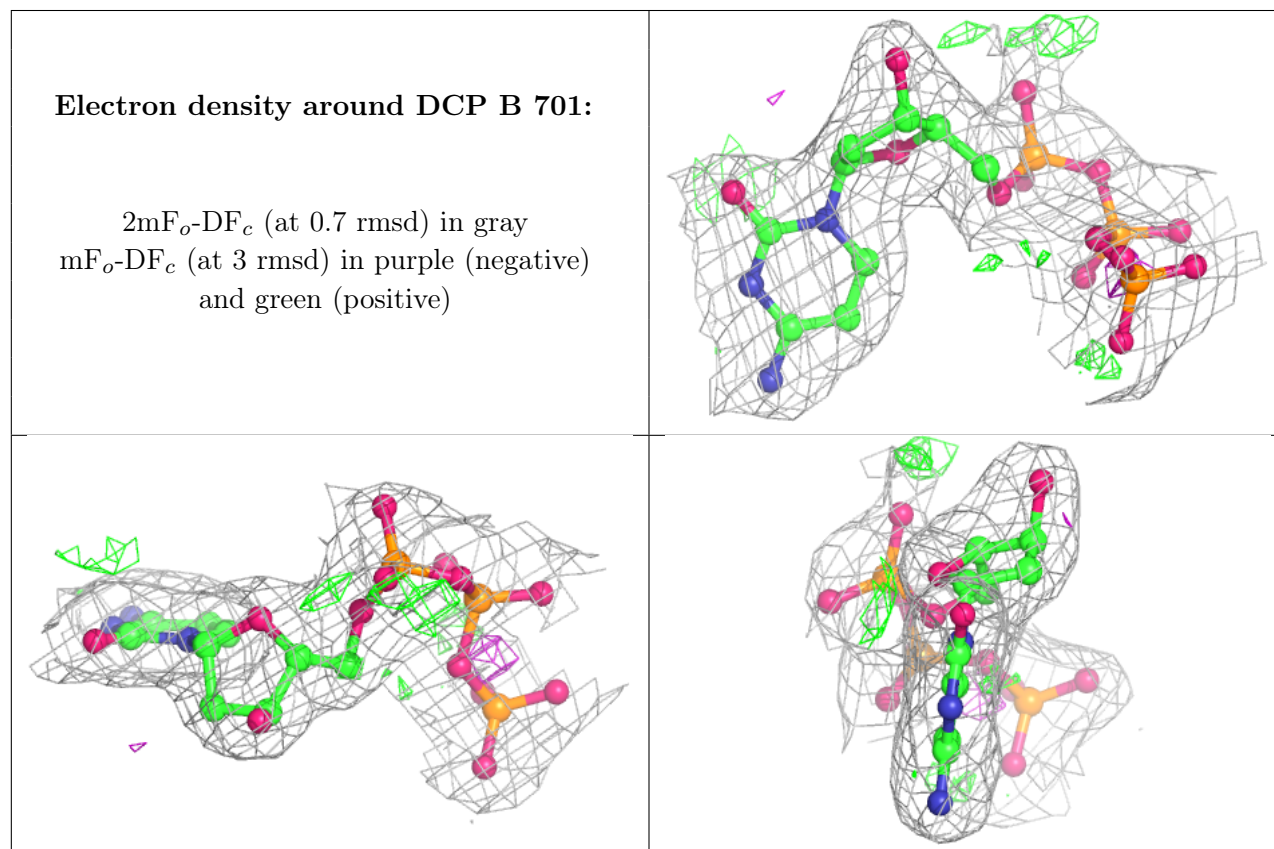 Electron density around DCP B 701:
2mFo-DFc (at 0.7 rmsd) in gray
mFo-DFc (at 3 rmsd) in purple (negative)
and green (positive)